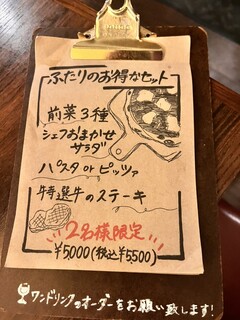 ふたりのお得なセット
前菜3種
シェフおまかせ
サラダ
パスタorピッツァ
特選牛のステーキ
2名様限定
¥5000(税込¥5500)
ワンドリンクオーダーをお願い致します!